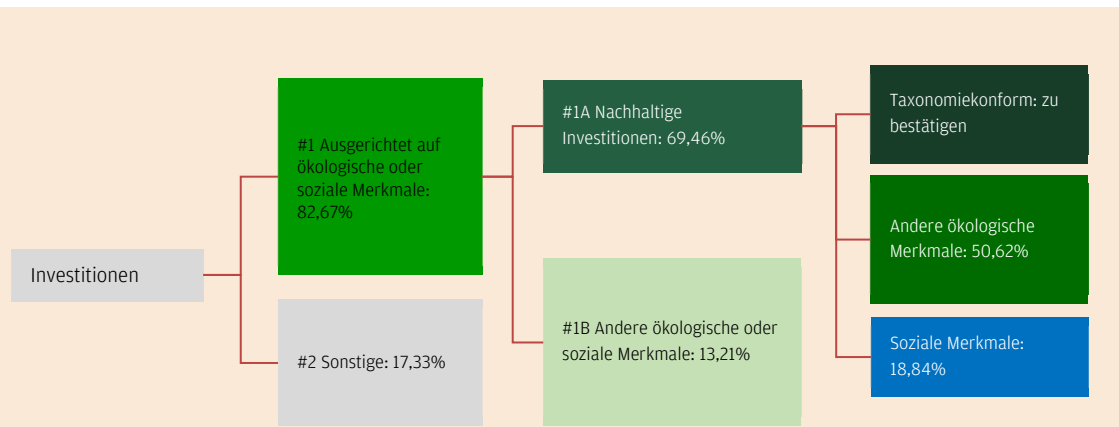 Investitionen
#1 Ausgerichtet auf
ökologische oder
soziale Merkmale:
82,67%
#2 Sonstige: 17,33%
#1A Nachhaltige
Investitionen: 69,46%
#1B Andere ökologische oder
soziale Merkmale: 13,21%
Taxonomiekonform: zu
bestätigen
Andere ökologische
Merkmale: 50,62%
Soziale Merkmale:
18,84%